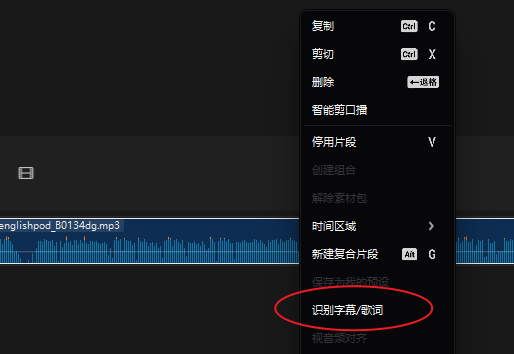 复制 Ctrl C
剪切 Ctrl X
删除 ←退格
智能剪口播
停用片段 V
创建组合
解除素材包
时间区域
englishpod_B0134dg.mp3
新建复合片段 Alt G
保存为我的预设
识别字幕/歌词
视音频对齐